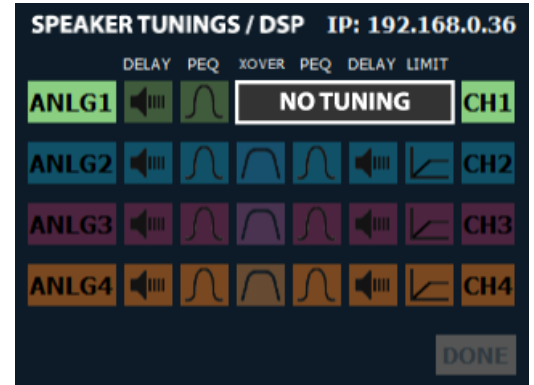 SPEAKER TUNINGS / DSP IP: 192.168.0.36
DELAY PEQ XOVER PEQ DELAY LIMIT
ANLG1 NO TUNING CH1
ANLG2 CH2
ANLG3 CH3
ANLG4 CH4
DONE